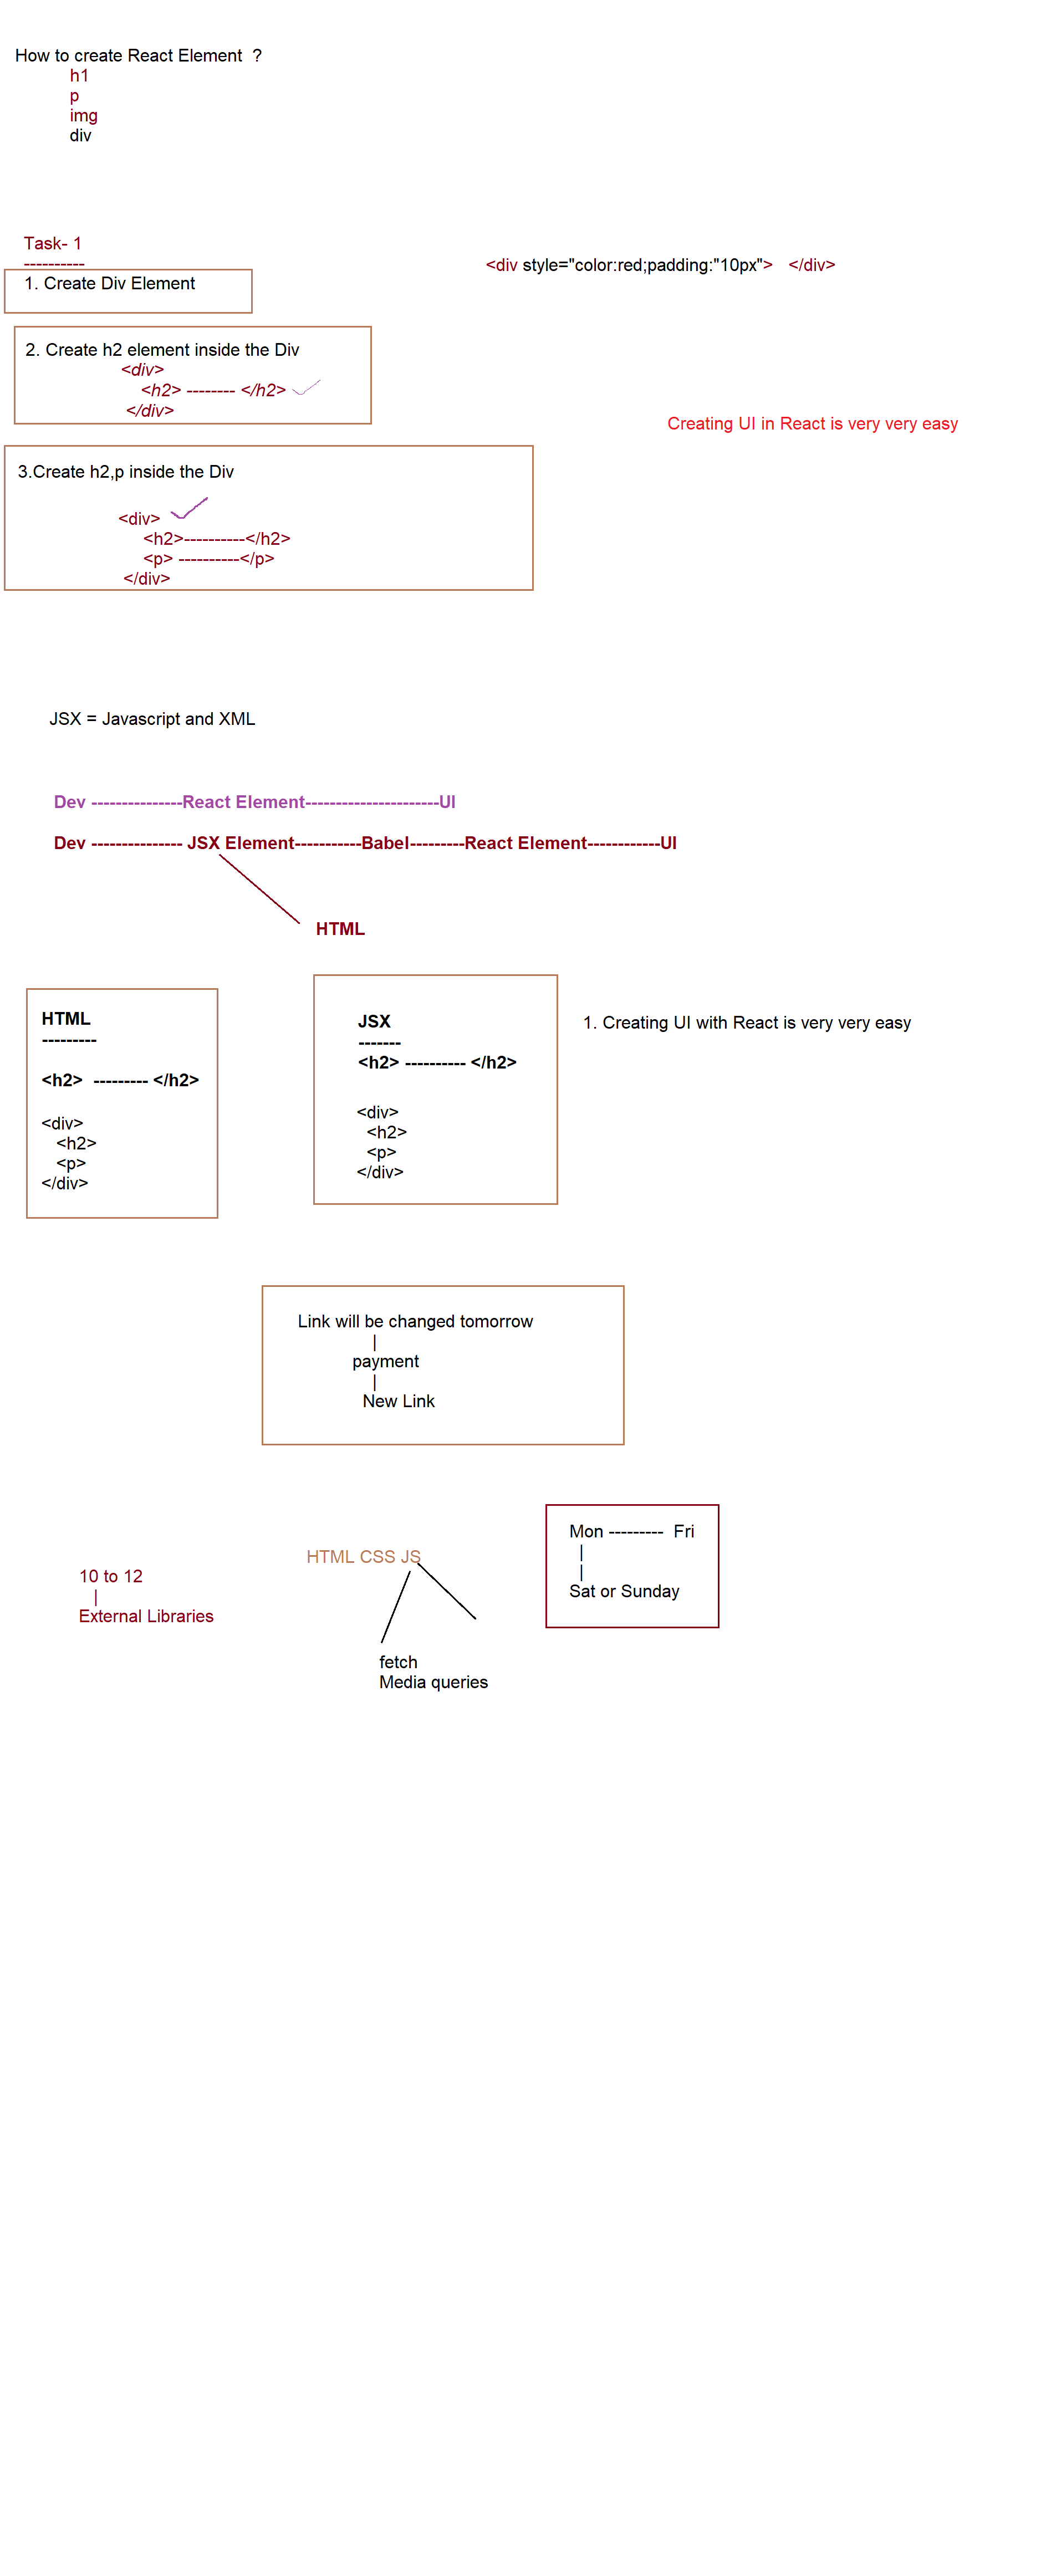 How to create React Element  ?
h1
p
img
div
Task- 1
----------
<div style="color:red;padding:"10px">   </div>
1. Create Div Element
2. Create h2 element inside the Div
<div>
<h2> -------- </h2>
</div>
Creating UI in React is very very easy
3.Create h2,p inside the Div
<div>
<h2>----------</h2>
<p> ----------</p>
</div>
JSX = Javascript and XML
Dev ---------------React Element----------------------UI
Dev --------------- JSX Element-----------Babel---------React Element------------UI
HTML
HTML
---------
<h2>  --------- </h2>
<div>
<h2>
<p>
</div>
JSX
-------
<h2> ---------- </h2>
<div>
<h2>
<p>
</div>
1. Creating UI with React is very very easy
Link will be changed tomorrow
|
payment
|
New Link
10 to 12
|
External Libraries
HTML CSS JS
fetch
Media queries
Mon ---------  Fri
|
|
Sat or Sunday